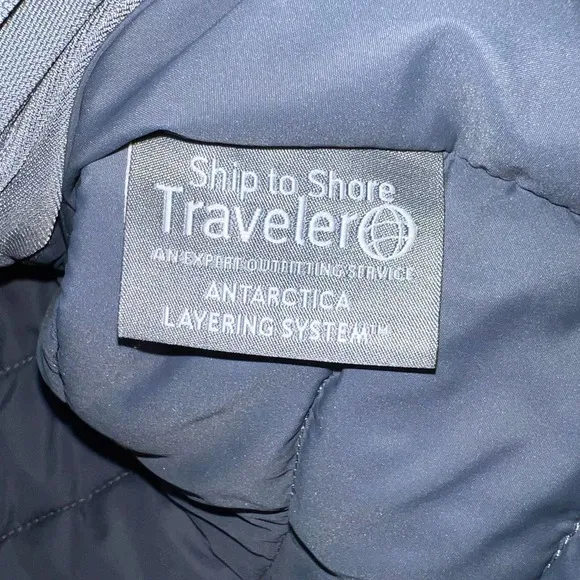 Ship to Shore
Traveler
AN EXPERT OUTFITTING SERVICE
ANTARCTICA
LAYERING SYSTEM™